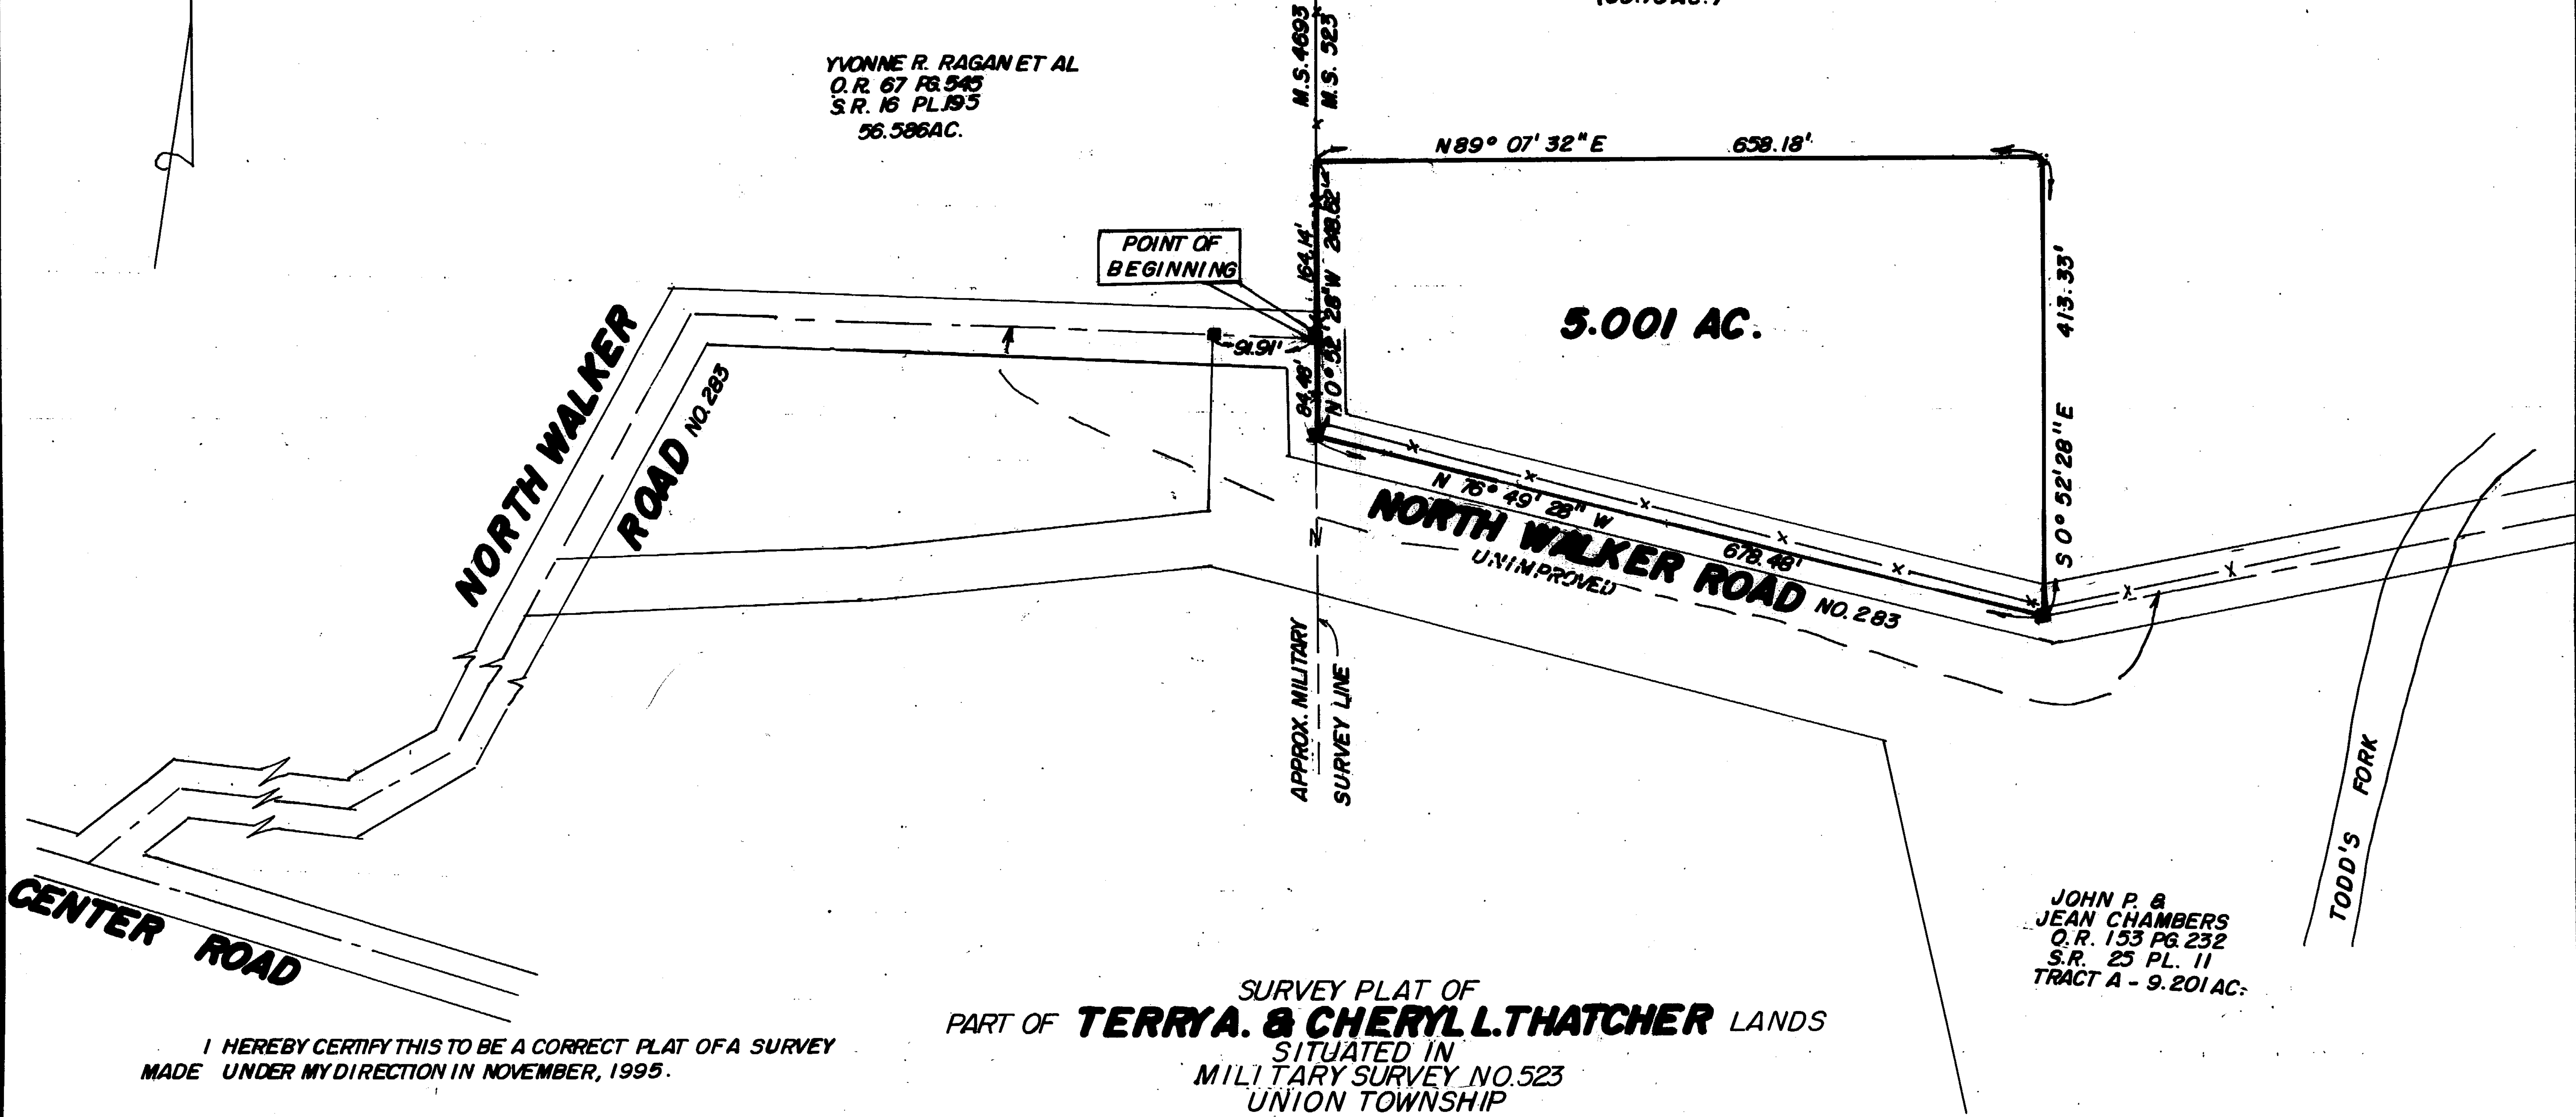 M.S. 4693
M.S. 523
YVONNE R. RAGAN ET AL
O.R. 67 PG. 545
S.R. 16 PL.195
56.586AC.
N 89° 07' 32" E 658.18'
POINT OF
BEGINNING
164.14'
N 0° 52' 28" W 248.62'
84.48'
91.91'
5.001 AC.
413.33'
S 0° 52' 28" E
NORTH WALKER
ROAD NO. 283
N 76° 49' 28" W
678.48'
NORTH WALKER ROAD NO. 283
UNIMPROVED
APPROX. MILITARY
SURVEY LINE
TODD'S FORK
CENTER ROAD
JOHN P. &
JEAN CHAMBERS
O.R. 153 PG. 232
S.R. 25 PL. 11
TRACT A - 9.201 AC.
SURVEY PLAT OF
PART OF TERRY A. & CHERYL L. THATCHER LANDS
SITUATED IN
MILITARY SURVEY NO. 523
UNION TOWNSHIP
I HEREBY CERTIFY THIS TO BE A CORRECT PLAT OF A SURVEY
MADE UNDER MY DIRECTION IN NOVEMBER, 1995.